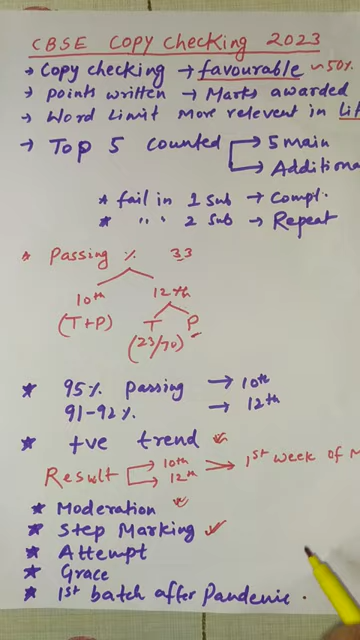 CBSE Copy Checking 2023
→ Copy checking → favourable ~50%
→ points written → Marks awarded
→ Word Limit More relevent in Lit
→ Top 5 counted → 5 main
→ Additiona
* fail in 1 Sub → Compl.
* " " 2 Sub → Repeat
* Passing % 33
10th 12th
(T+P) T P
(23/70)
* 95% Passing → 10th
91-92% → 12th
* +ve trend ✓
Result → 10th → 1st week of M
→ 12th
* Moderation ✓
* Step Marking ✓
* Attempt
* Grace
* 1st batch after Pandemic.